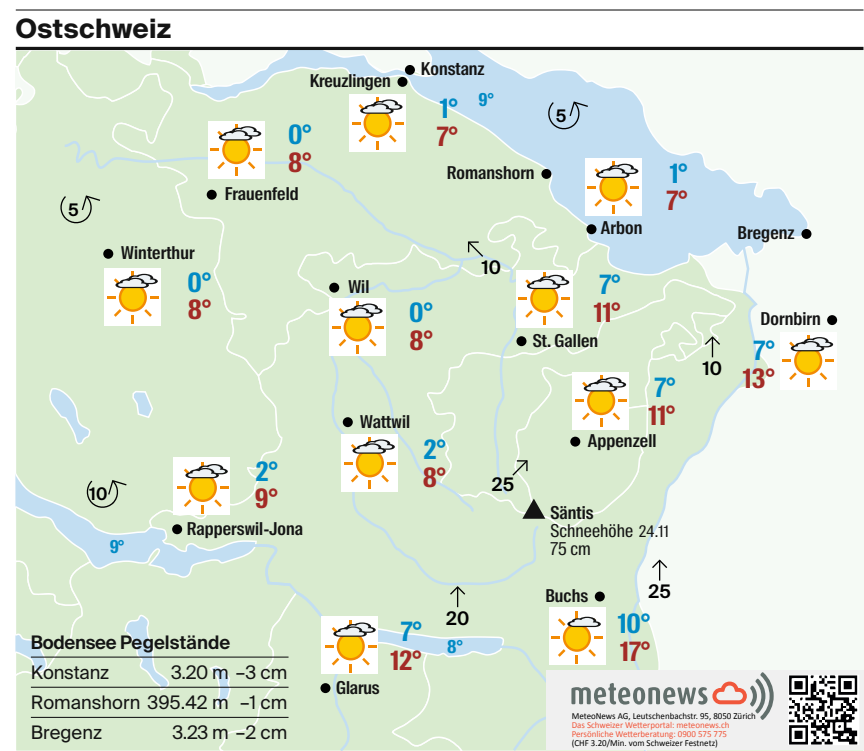 Ostschweiz
Konstanz
Kreuzlingen
1° 9°
7°
5
0°
8°
Frauenfeld
Romanshorn
1°
7°
Arbon
Bregenz
5
Winterthur
0°
8°
10
Wil
0°
8°
7°
11°
St. Gallen
Dornbirn
7°
13°
10
7°
11°
Appenzell
Wattwil
2°
8°
2°
9°
10
Rapperswil-Jona
9°
25
Säntis
Schneehöhe 24.11
75 cm
25
20
Buchs
10°
17°
7°
12°
8°
Glarus
Bodensee Pegelstände
Konstanz 3.20 m –3 cm
Romanshorn 395.42 m –1 cm
Bregenz 3.23 m –2 cm
meteonews
MeteoNews AG, Leutschenbachstr. 95, 8050 Zürich
Das Schweizer Wetterportal: meteonews.ch
Persönliche Wetterberatung: 0900 575 775
(CHF 3.20/Min. vom Schweizer Festnetz)